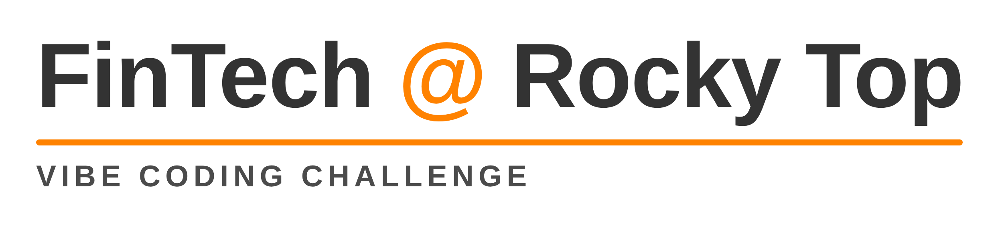 FinTech @ Rocky Top
VIBE CODING CHALLENGE